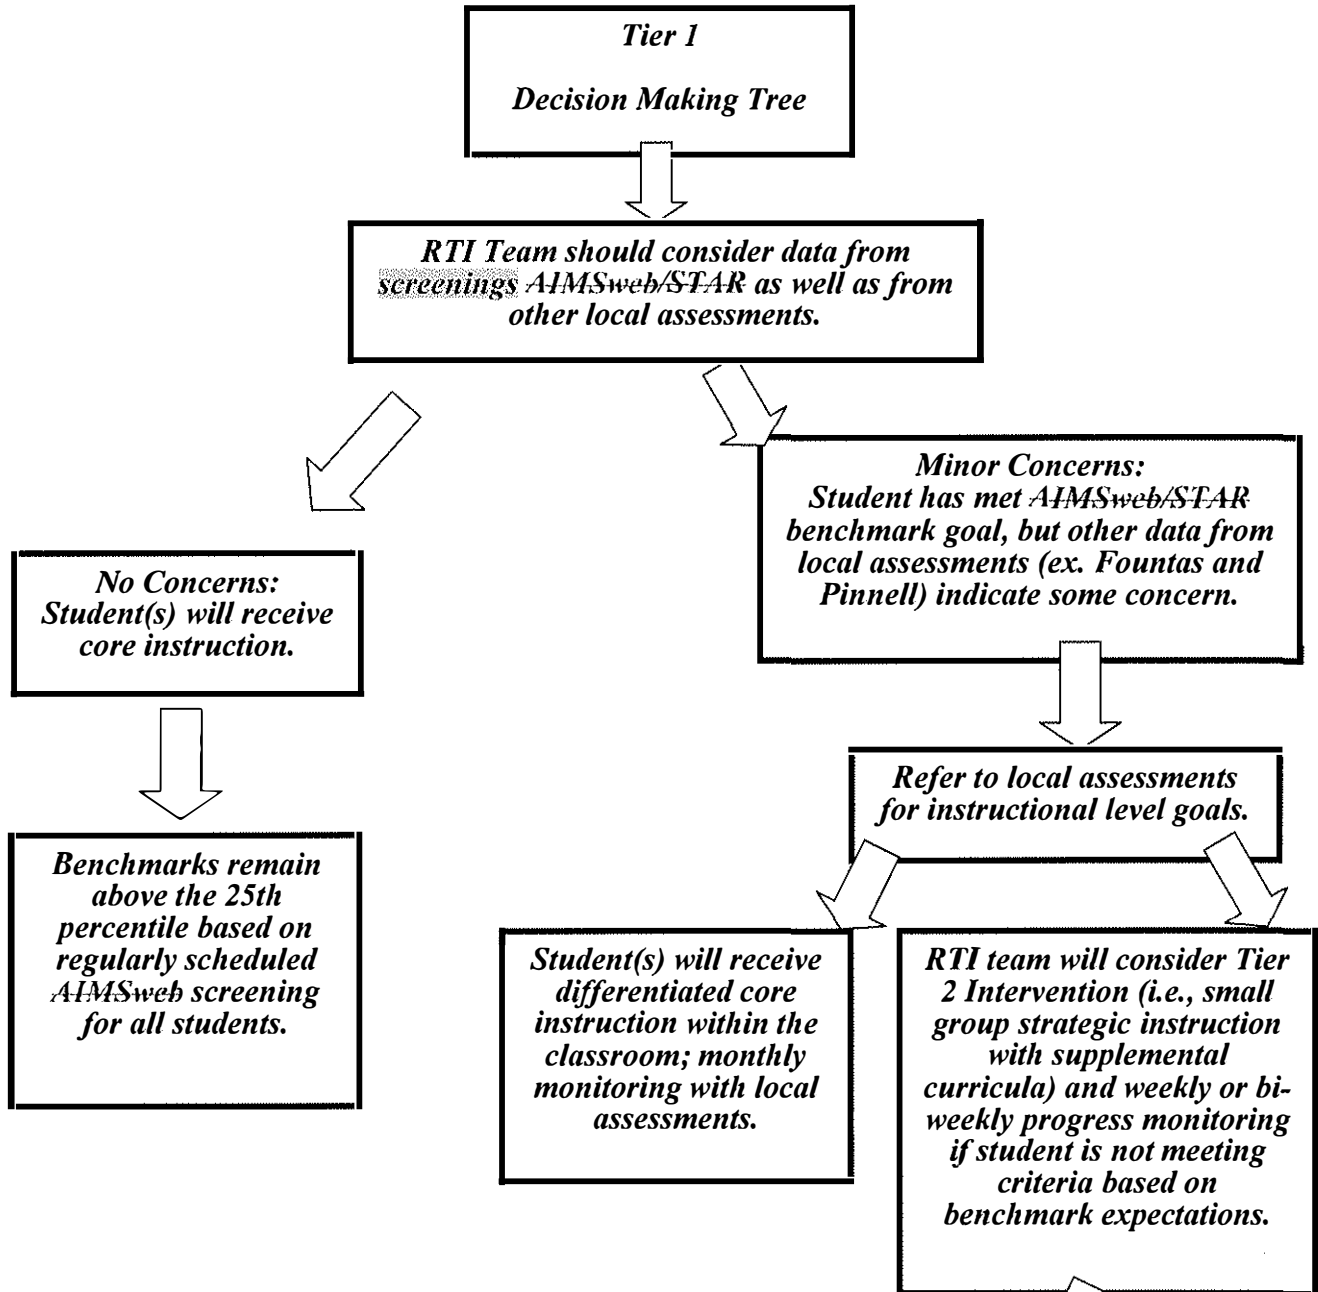 Tier 1
Decision Making Tree
RTI Team should consider data from
screenings AIMSweb/STAR as well as from
other local assessments.
Minor Concerns:
Student has met AIMSweb/STAR
benchmark goal, but other data from
local assessments (ex. Fountas and
Pinnell) indicate some concern.
No Concerns:
Student(s) will receive
core instruction.
Refer to local assessments
for instructional level goals.
Benchmarks remain
above the 25th
percentile based on
regularly scheduled
AIMSweb screening
for all students.
Student(s) will receive
differentiated core
instruction within the
classroom; monthly
monitoring with local
assessments.
RTI team will consider Tier
2 Intervention (i.e., small
group strategic instruction
with supplemental
curricula) and weekly or bi-
weekly progress monitoring
if student is not meeting
criteria based on
benchmark expectations.